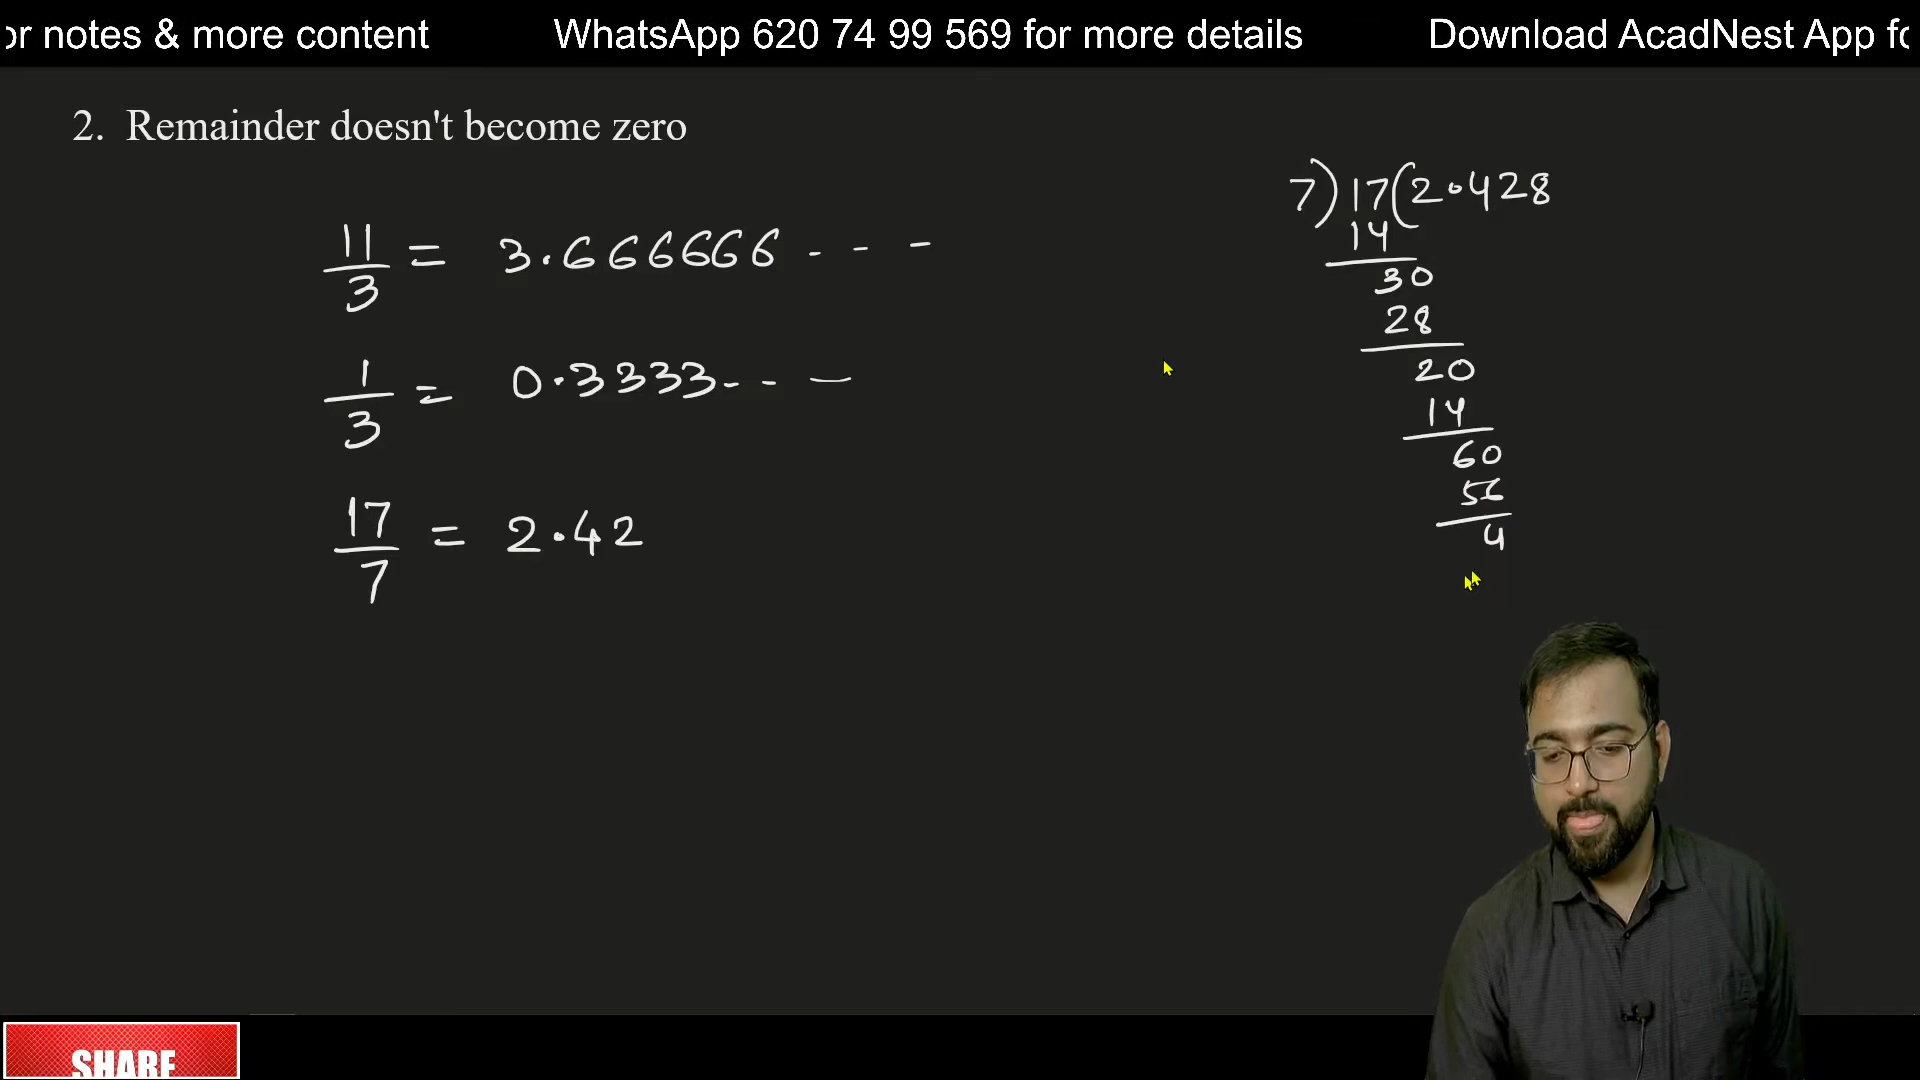 or notes & more content WhatsApp 620 74 99 569 for more details Download AcadNest App fo
2. Remainder doesn't become zero
11/3 = 3.666666 - - -
1/3 = 0.3333 - - -
17/7 = 2.42
7) 17 (2.428
14
30
28
20
14
60
56
4
SHARE